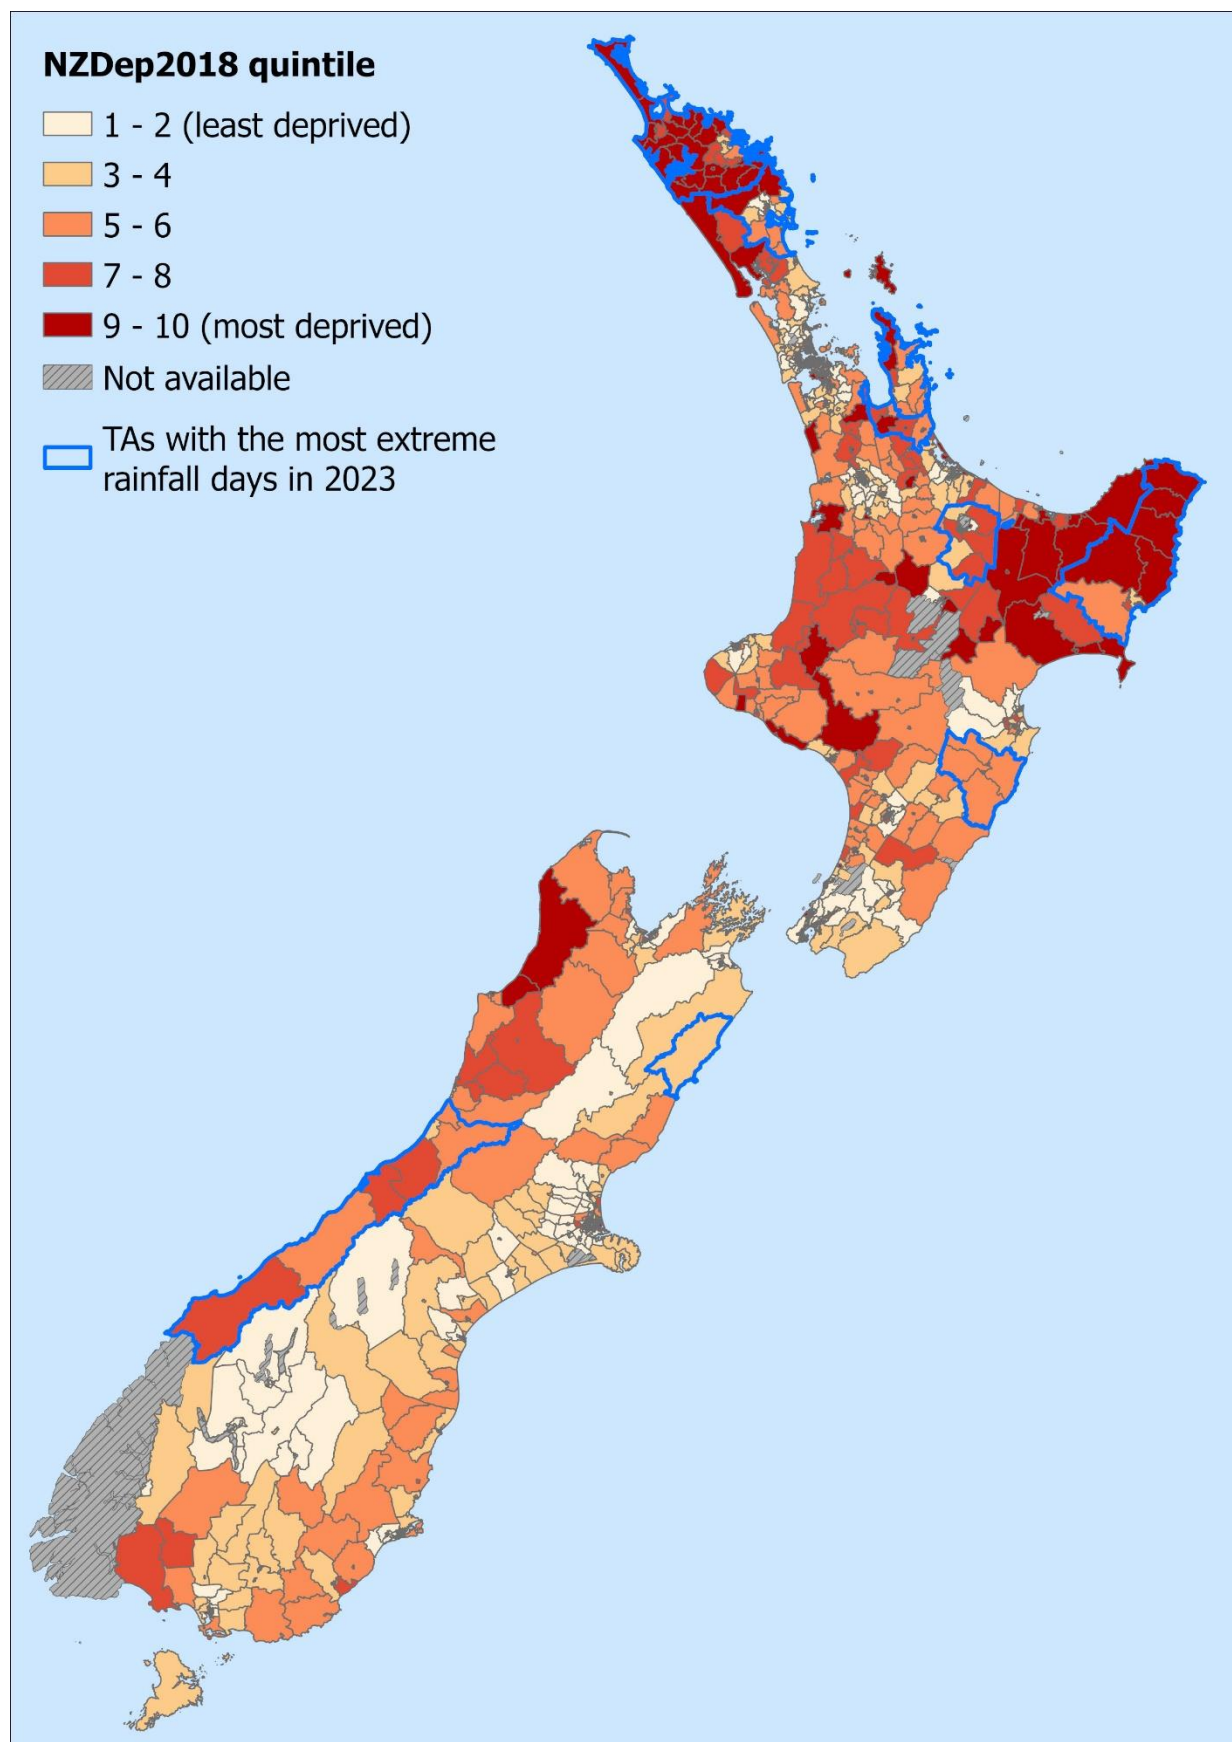 NZDep2018 quintile
1 - 2 (least deprived)
3 - 4
5 - 6
7 - 8
9 - 10 (most deprived)
Not available
TAs with the most extreme
rainfall days in 2023